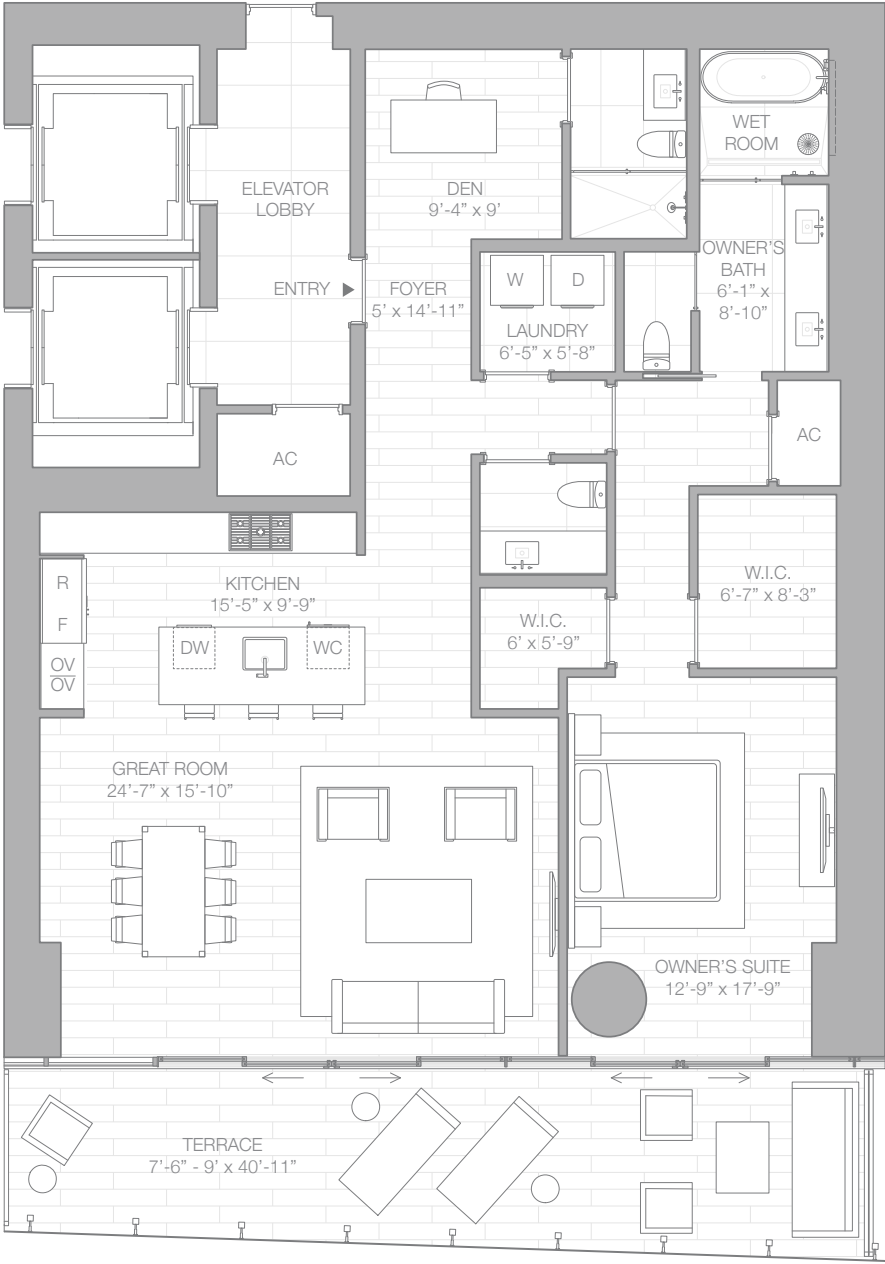 WET
ROOM
ELEVATOR
LOBBY
DEN
9'-4” x 9'
OWNER'S
BATH
6'-1” x
8'-10”
ENTRY
FOYER
5' x 14'-11”
W
D
LAUNDRY
6'-5” x 5'-8”
AC
AC
KITCHEN
15'-5” x 9'-9”
R
F
OV
OV
DW
WC
W.I.C.
6'-7” x 8'-3”
W.I.C.
6' x 5'-9”
GREAT ROOM
24'-7” x 15'-10”
OWNER'S SUITE
12'-9” x 17'-9”
TERRACE
7'-6” - 9' x 40'-11”